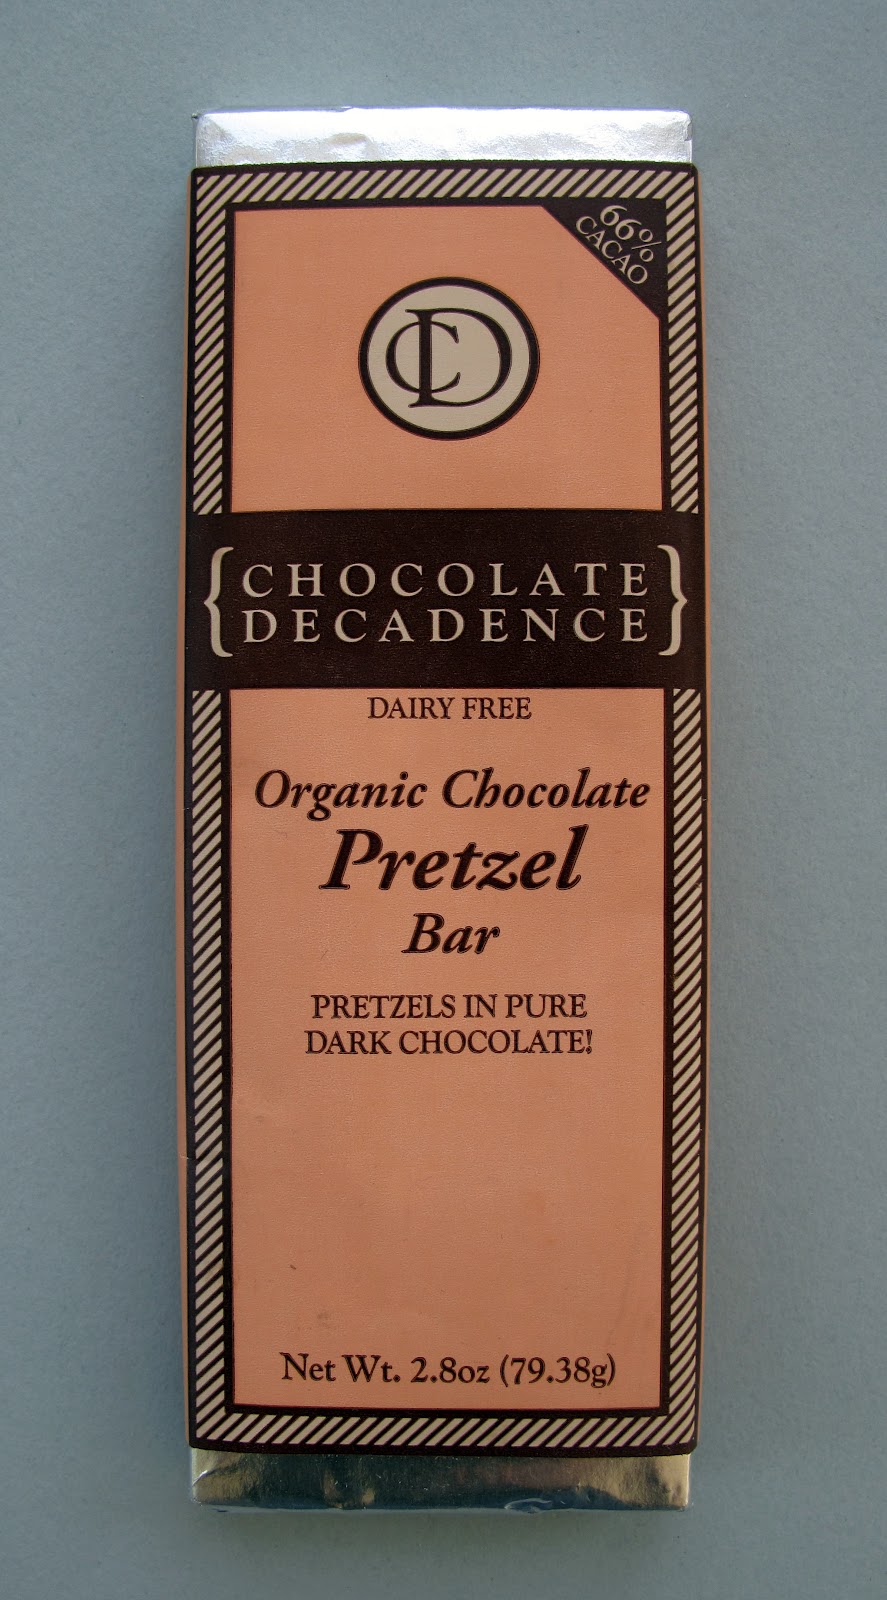 66%
CACAO
CD
{CHOCOLATE
DECADENCE}
DAIRY FREE
Organic Chocolate
Pretzel
Bar
PRETZELS IN PURE
DARK CHOCOLATE!
Net Wt. 2.8oz (79.38g)